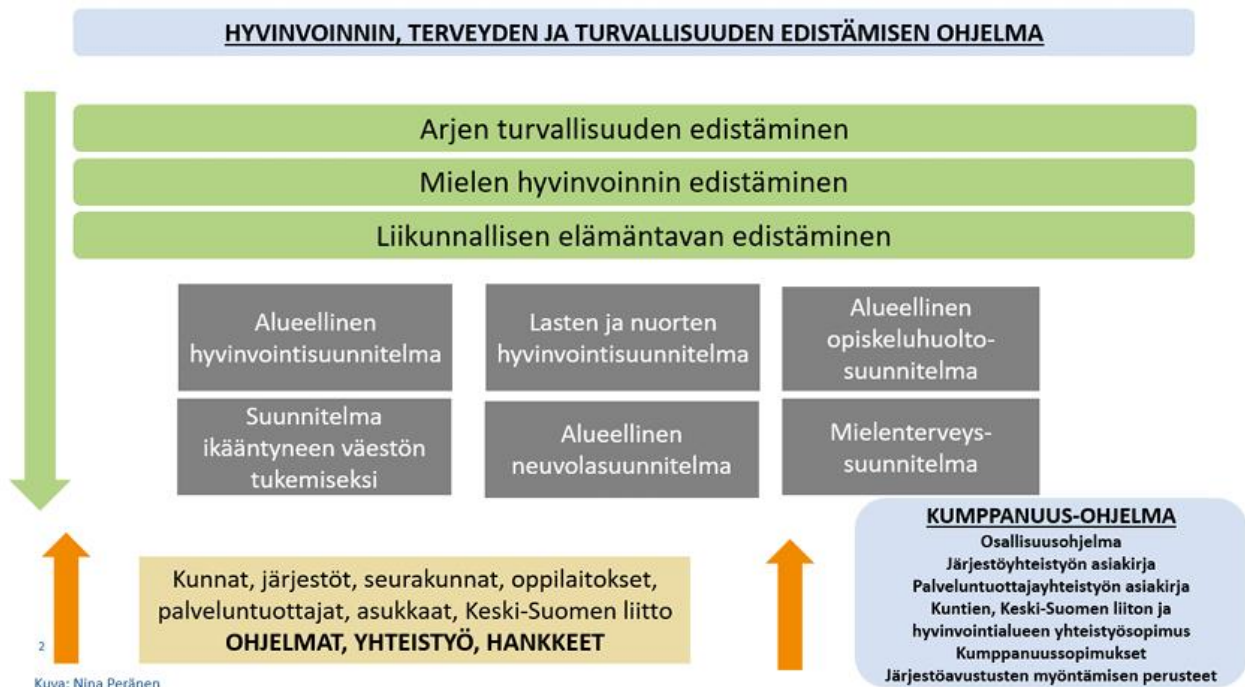 HYVINVOINNIN, TERVEYDEN JA TURVALLISUUDEN EDISTÄMISEN OHJELMA
Arjen turvallisuuden edistäminen
Mielen hyvinvoinnin edistäminen
Liikunnallisen elämäntavan edistäminen
Alueellinen
hyvinvointisuunnitelma
Lasten ja nuorten
hyvinvointisuunnitelma
Alueellinen
opiskeluhuolto-
suunnitelma
Suunnitelma
ikääntyneen väestön
tukemiseksi
Alueellinen
neuvolasuunnitelma
Mielenterveys-
suunnitelma
Kunnat, järjestöt, seurakunnat, oppilaitokset,
palveluntuottajat, asukkaat, Keski-Suomen liitto
OHJELMAT, YHTEISTYÖ, HANKKEET
KUMPPANUUS-OHJELMA
Osallisuusohjelma
Järjestöyhteistyön asiakirja
Palveluntuottajayhteistyön asiakirja
Kuntien, Keski-Suomen liiton ja
hyvinvointialueen yhteistyösopimus
Kumppanuussopimukset
Järjestöavustusten myöntämisen perusteet
2
Kuva: Nina Peränen